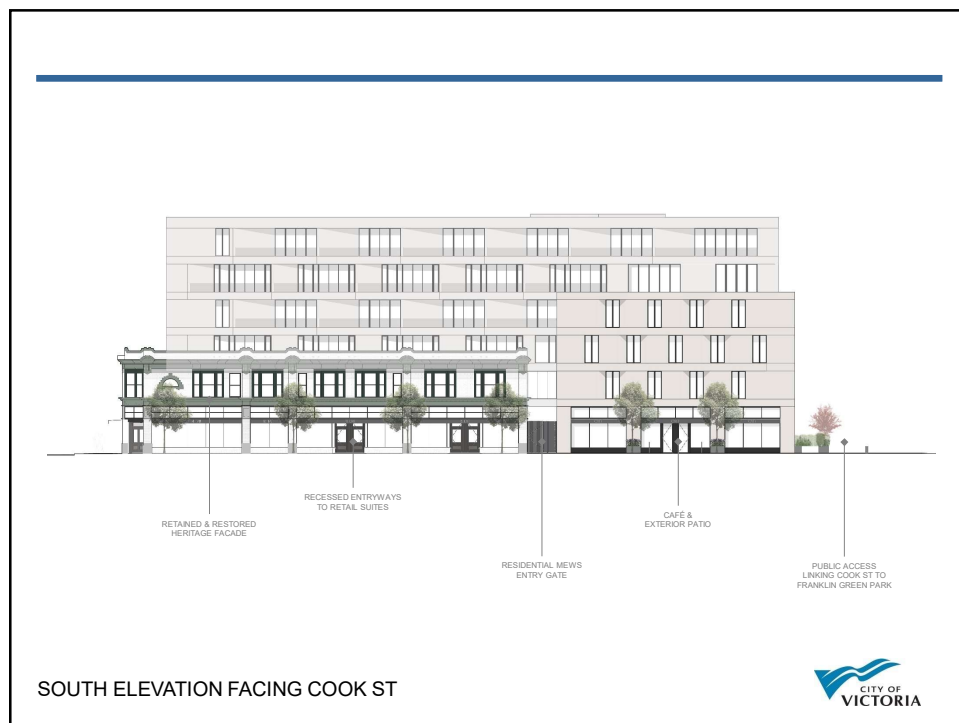 RETAINED & RESTORED
HERITAGE FACADE
RECESSED ENTRYWAYS
TO RETAIL SUITES
RESIDENTIAL MEWS
ENTRY GATE
CAFÉ &
EXTERIOR PATIO
PUBLIC ACCESS
LINKING COOK ST TO
FRANKLIN GREEN PARK
SOUTH ELEVATION FACING COOK ST
CITY OF
VICTORIA